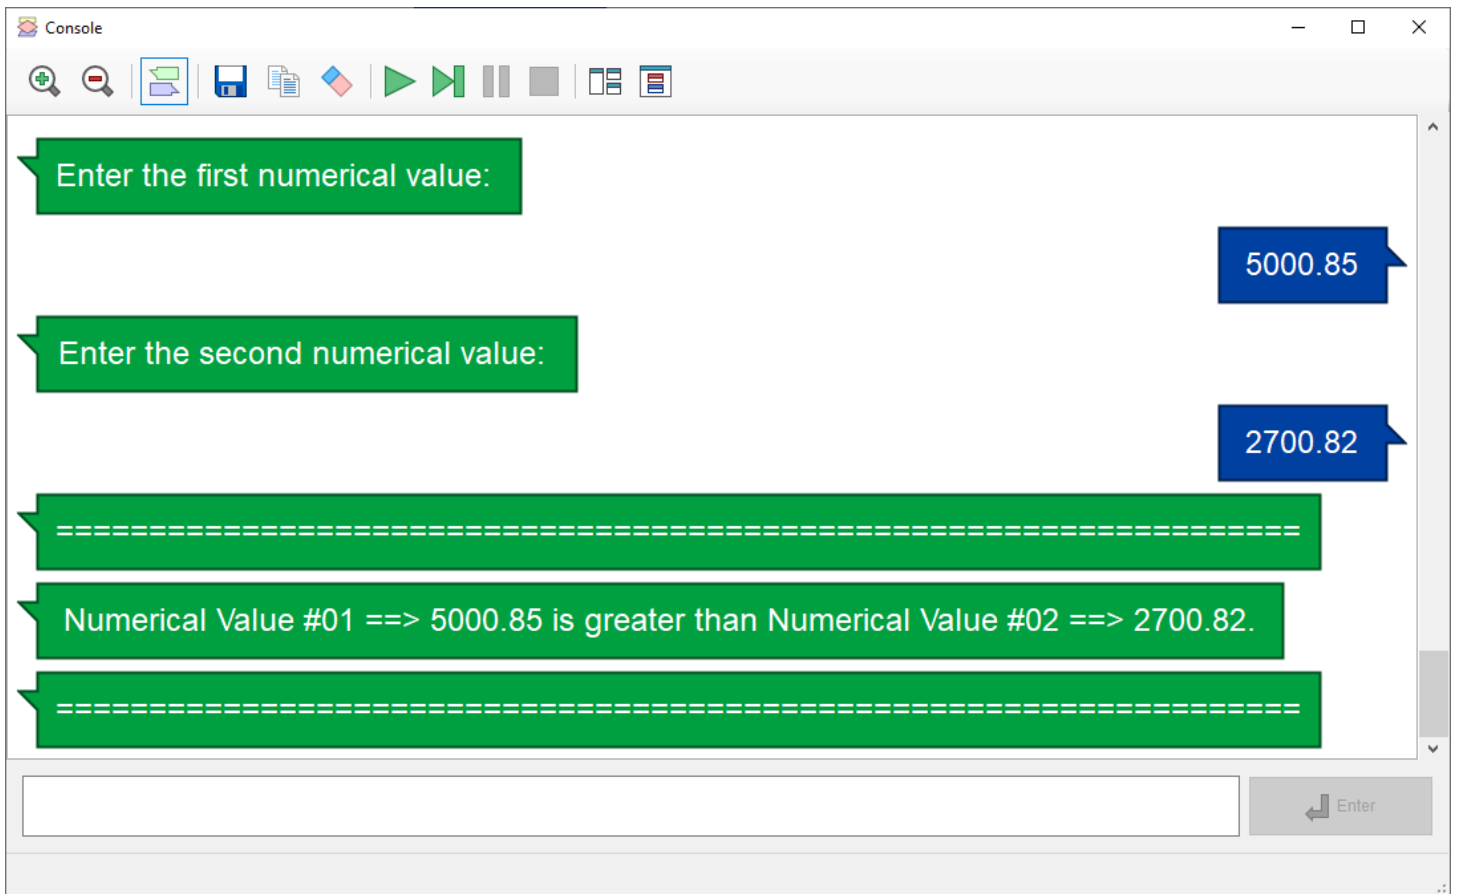 Console
Enter the first numerical value:
5000.85
Enter the second numerical value:
2700.82
===================================================================
Numerical Value #01 ==> 5000.85 is greater than Numerical Value #02 ==> 2700.82.
===================================================================
Enter